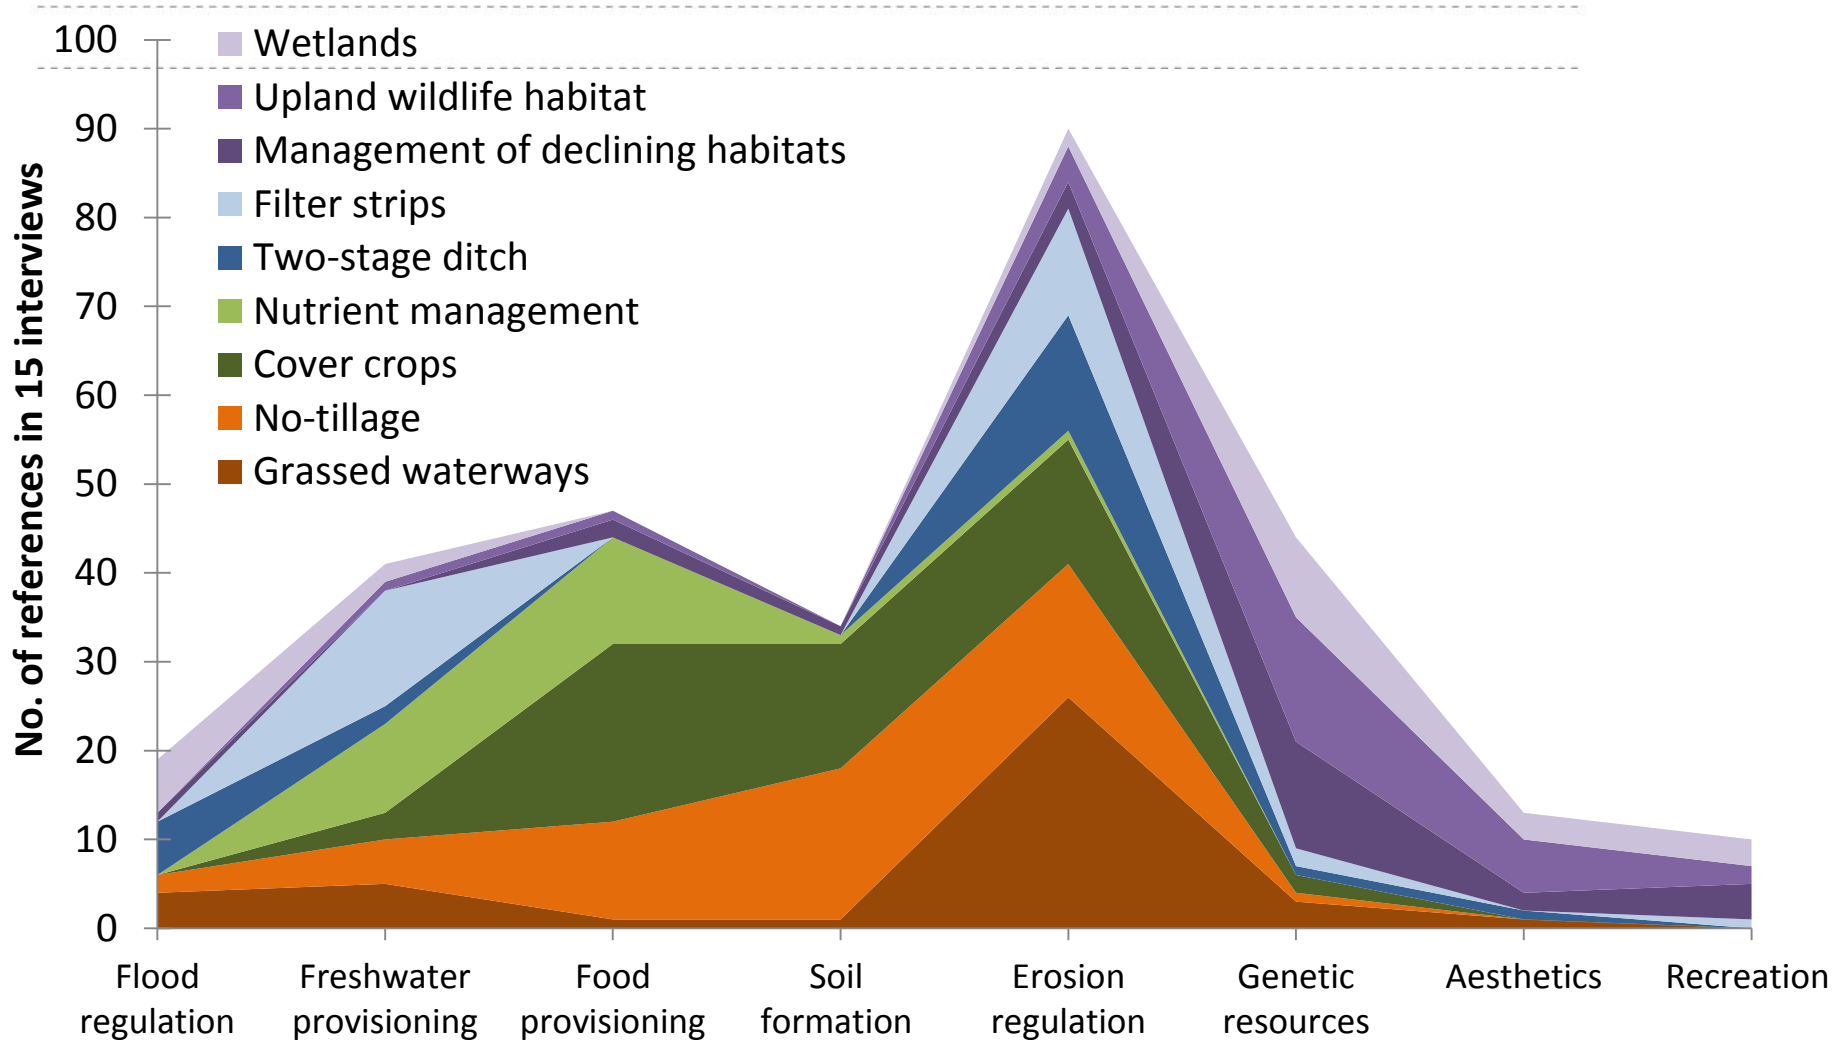 100
90
80
70
60
50
40
30
20
10
0
No. of references in 15 interviews
Wetlands
Upland wildlife habitat
Management of declining habitats
Filter strips
Two-stage ditch
Nutrient management
Cover crops
No-tillage
Grassed waterways
Flood
regulation
Freshwater
provisioning
Food
provisioning
Soil
formation
Erosion
regulation
Genetic
resources
Aesthetics
Recreation